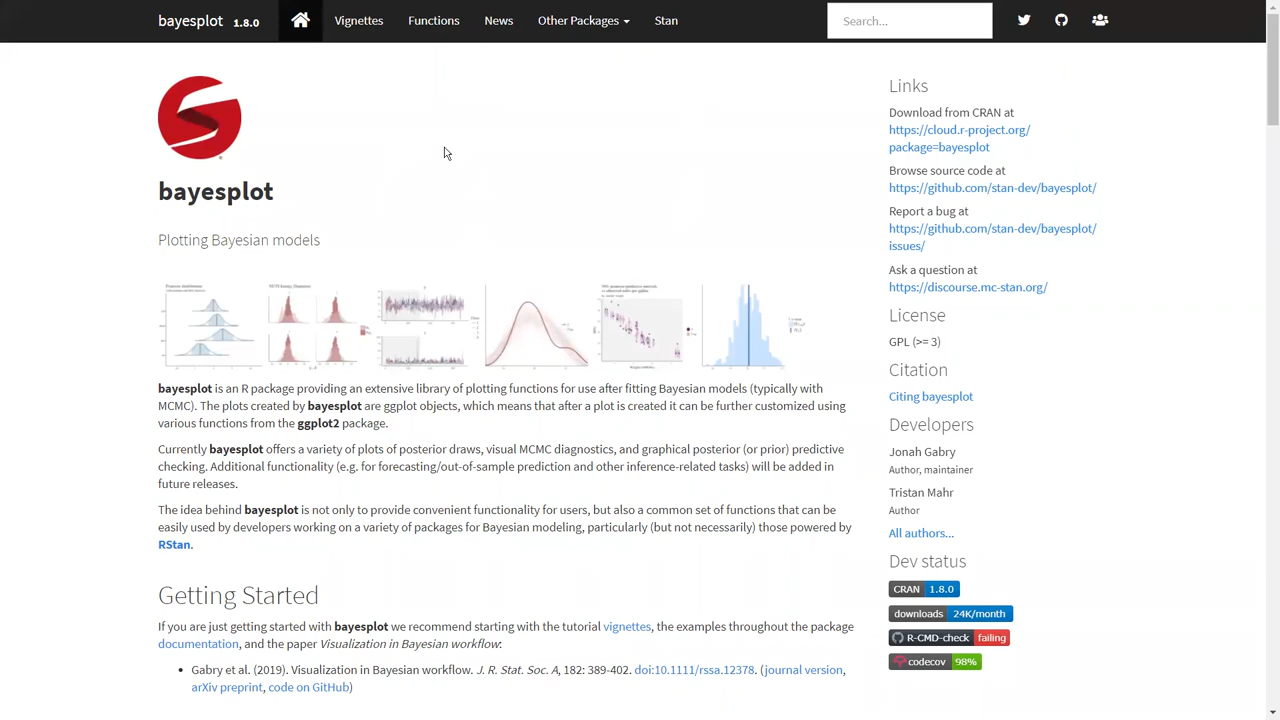 bayesplot 1.8.0 Vignettes Functions News Other Packages Stan Search...
bayesplot
Plotting Bayesian models
bayesplot is an R package providing an extensive library of plotting functions for use after fitting Bayesian models (typically with
MCMC). The plots created by bayesplot are ggplot objects, which means that after a plot is created it can be further customized using
various functions from the ggplot2 package.
Currently bayesplot offers a variety of plots of posterior draws, visual MCMC diagnostics, and graphical posterior (or prior) predictive
checking. Additional functionality (e.g. for forecasting/out-of-sample prediction and other inference-related tasks) will be added in
future releases.
The idea behind bayesplot is not only to provide convenient functionality for users, but also a common set of functions that can be
easily used by developers working on a variety of packages for Bayesian modeling, particularly (but not necessarily) those powered by
RStan.
Getting Started
If you are just getting started with bayesplot we recommend starting with the tutorial vignettes, the examples throughout the package
documentation, and the paper Visualization in Bayesian workflow:
• Gabry et al. (2019). Visualization in Bayesian workflow. J. R. Stat. Soc. A, 182: 389-402. doi:10.1111/rssa.12378. (journal version,
arXiv preprint, code on GitHub)
Links
Download from CRAN at
https://cloud.r-project.org/
package=bayesplot
Browse source code at
https://github.com/stan-dev/bayesplot/
Report a bug at
https://github.com/stan-dev/bayesplot/
issues/
Ask a question at
https://discourse.mc-stan.org/
License
GPL (>= 3)
Citation
Citing bayesplot
Developers
Jonah Gabry
Author, maintainer
Tristan Mahr
Author
All authors...
Dev status
CRAN 1.8.0
downloads 24K/month
R-CMD-check failing
codecov 98%